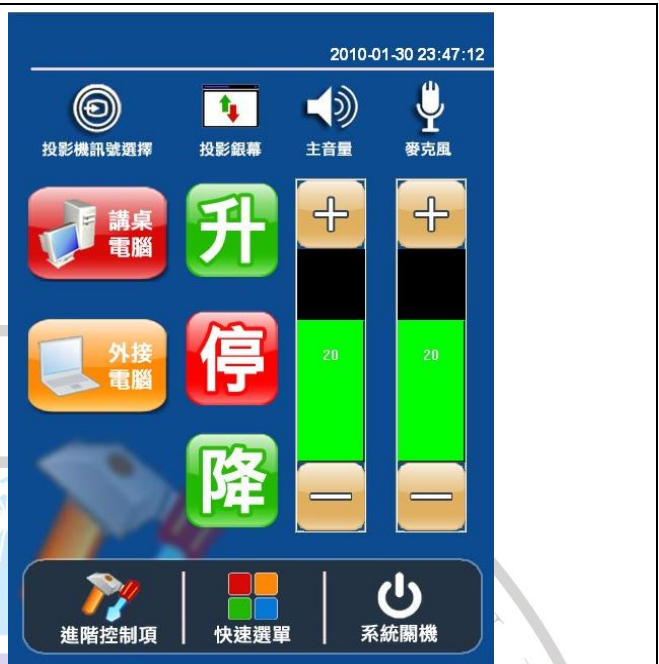 2010-01-30 23:47:12
投影機訊號選擇
投影銀幕
主音量
麥克風
講桌
電腦
升
外接
電腦
停
20
20
降
進階控制項
快速選單
系統關機